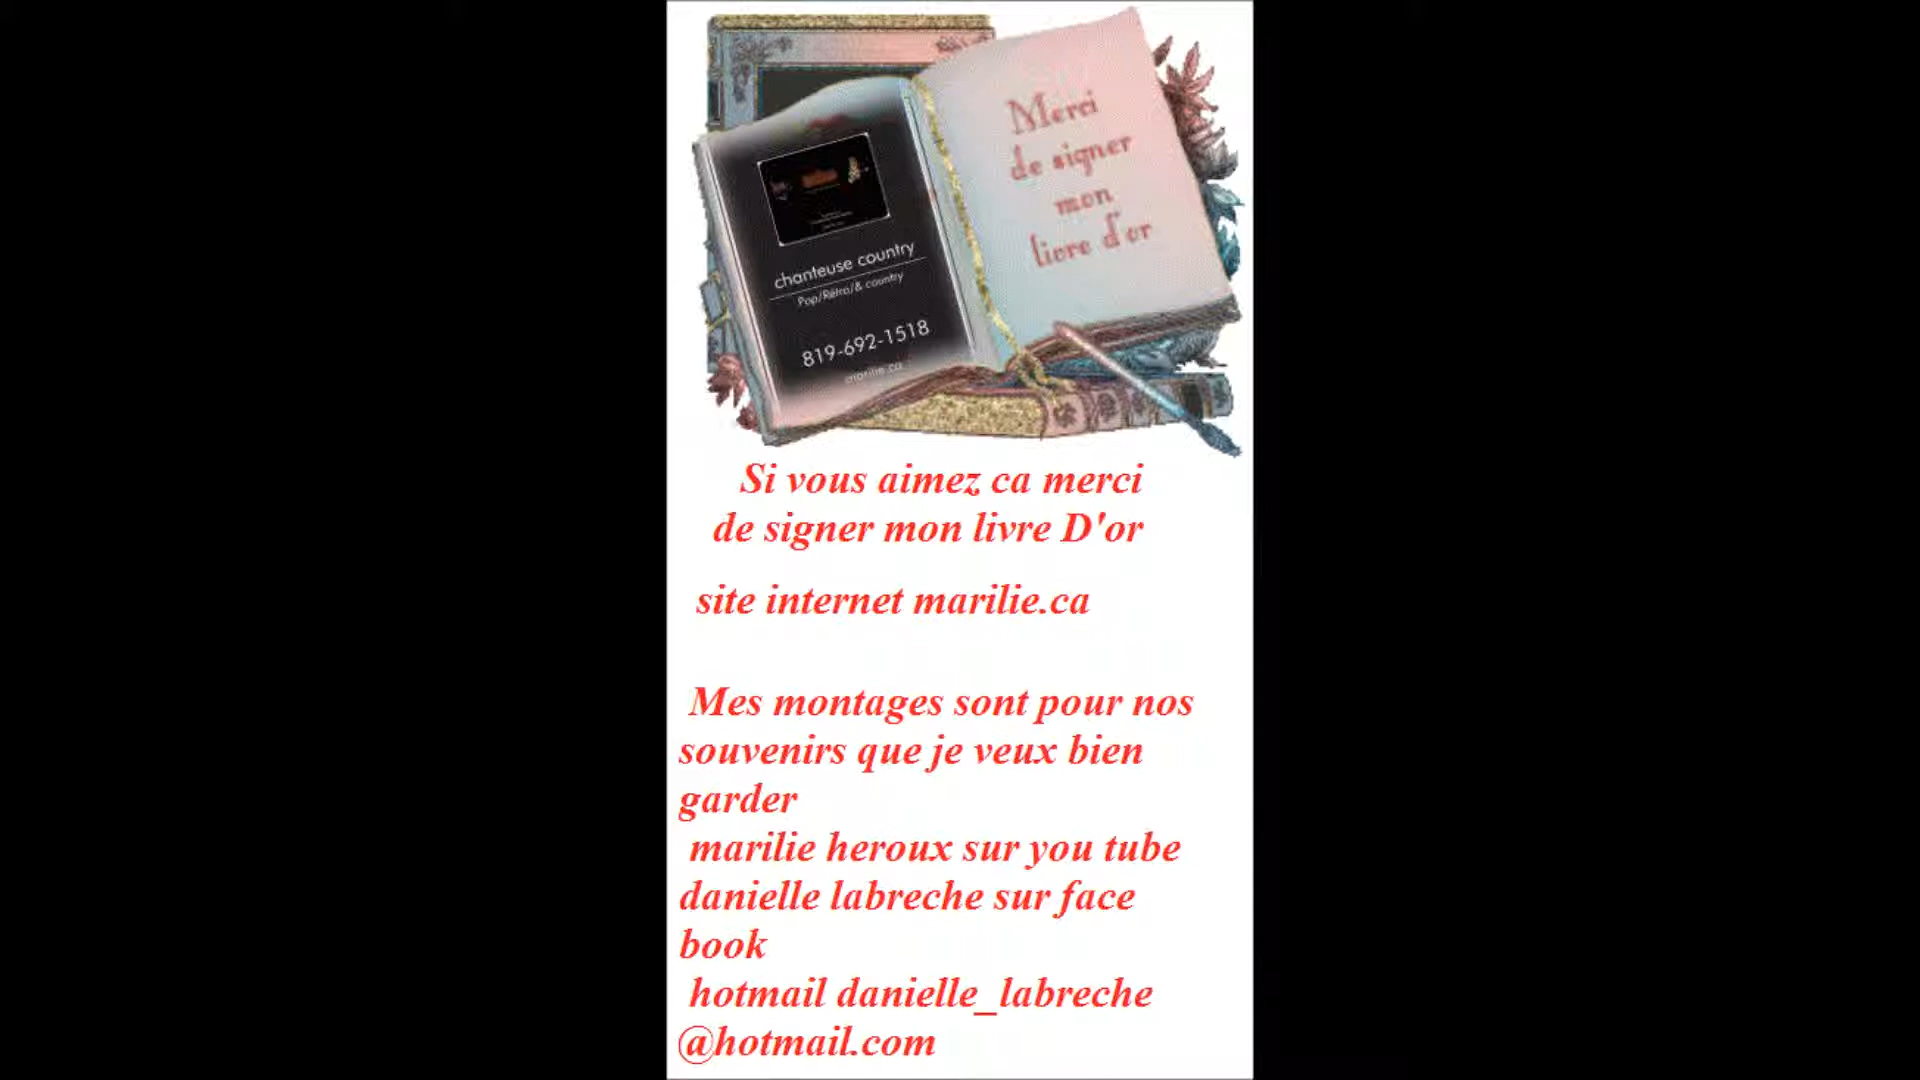 chanteuse country
Pop/Rétro/& country
819-692-1518
marilie.ca
Merci
de signer
mon
livre d'or
Si vous aimez ca merci
de signer mon livre D'or
site internet marilie.ca
Mes montages sont pour nos
souvenirs que je veux bien
garder
marilie heroux sur you tube
danielle labreche sur face
book
hotmail danielle_labreche
@hotmail.com